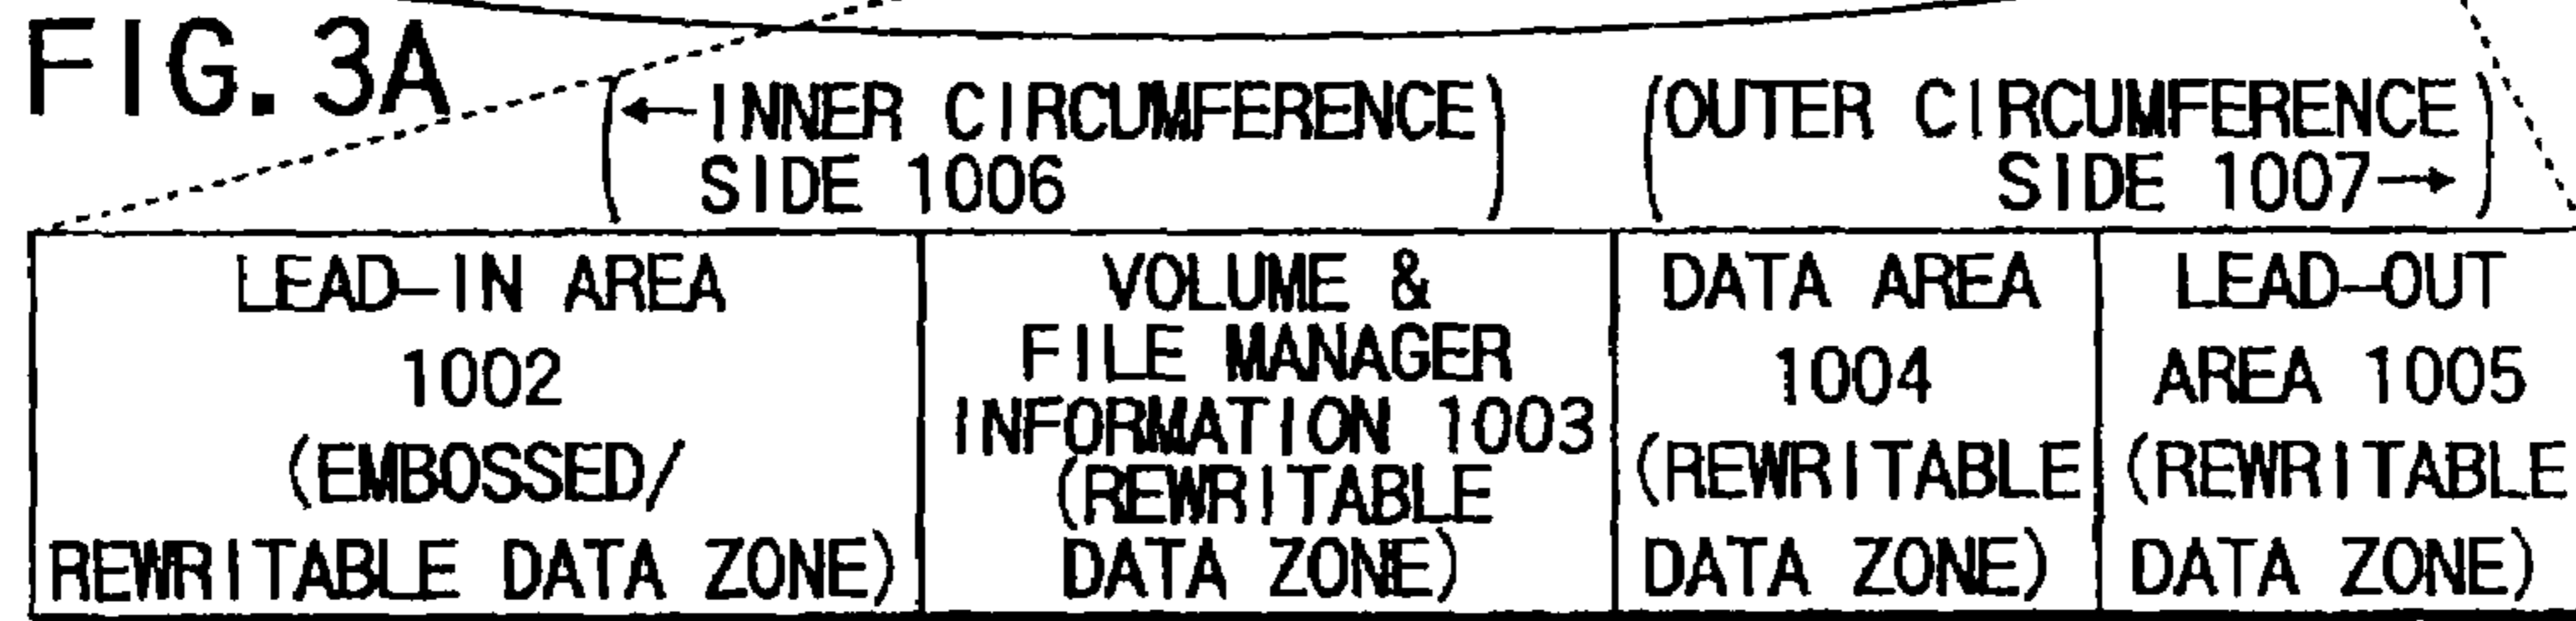 FIG. 3A
(←INNER CIRCUMFERENCE
SIDE 1006)
(OUTER CIRCUMFERENCE
SIDE 1007→)
LEAD-IN AREA
1002
(EMBOSSED/
REWRITABLE DATA ZONE)
VOLUME &
FILE MANAGER
INFORMATION 1003
(REWRITABLE
DATA ZONE)
DATA AREA
1004
(REWRITABLE
DATA ZONE)
LEAD-OUT
AREA 1005
(REWRITABLE
DATA ZONE)